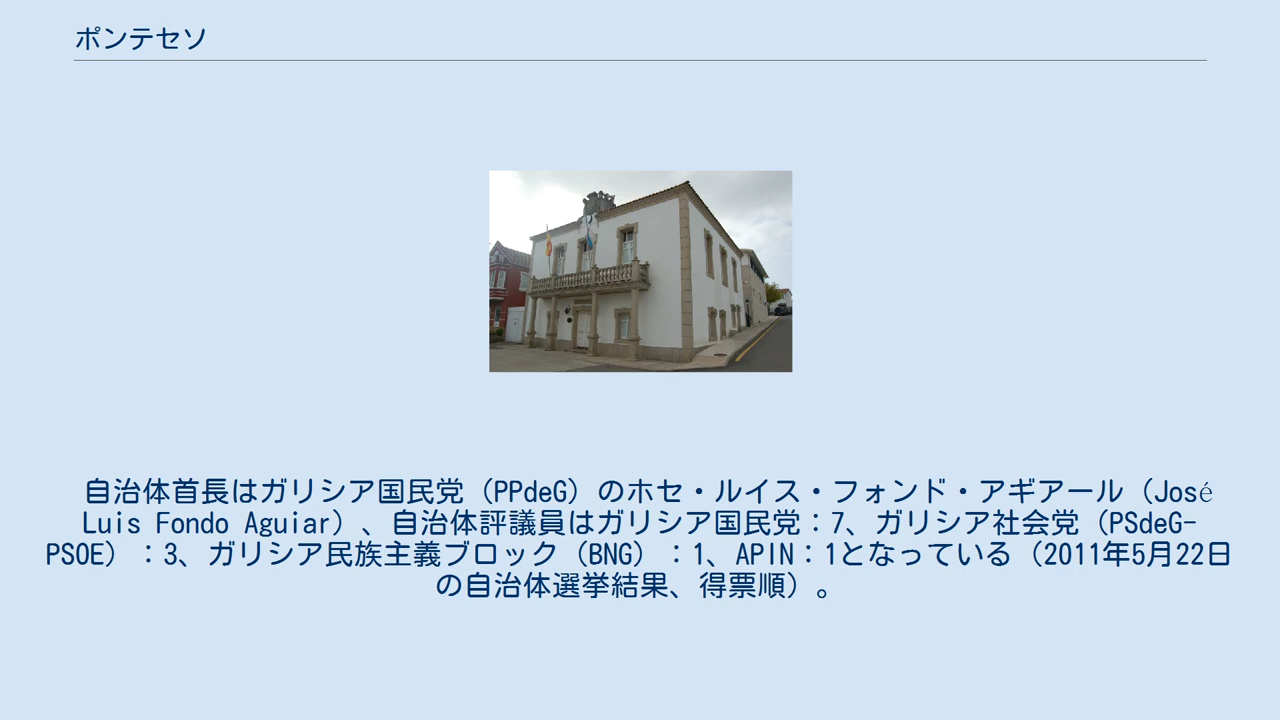 ポンテセソ
自治体首長はガリシア国民党（PPdeG）のホセ・ルイス・フォンド・アギアール（José
Luis Fondo Aguiar）、自治体評議員はガリシア国民党：7、ガリシア社会党（PSdeG-
PSOE）：3、ガリシア民族主義ブロック（BNG）：1、APIN：1となっている（2011年5月22日
の自治体選挙結果、得票順）。